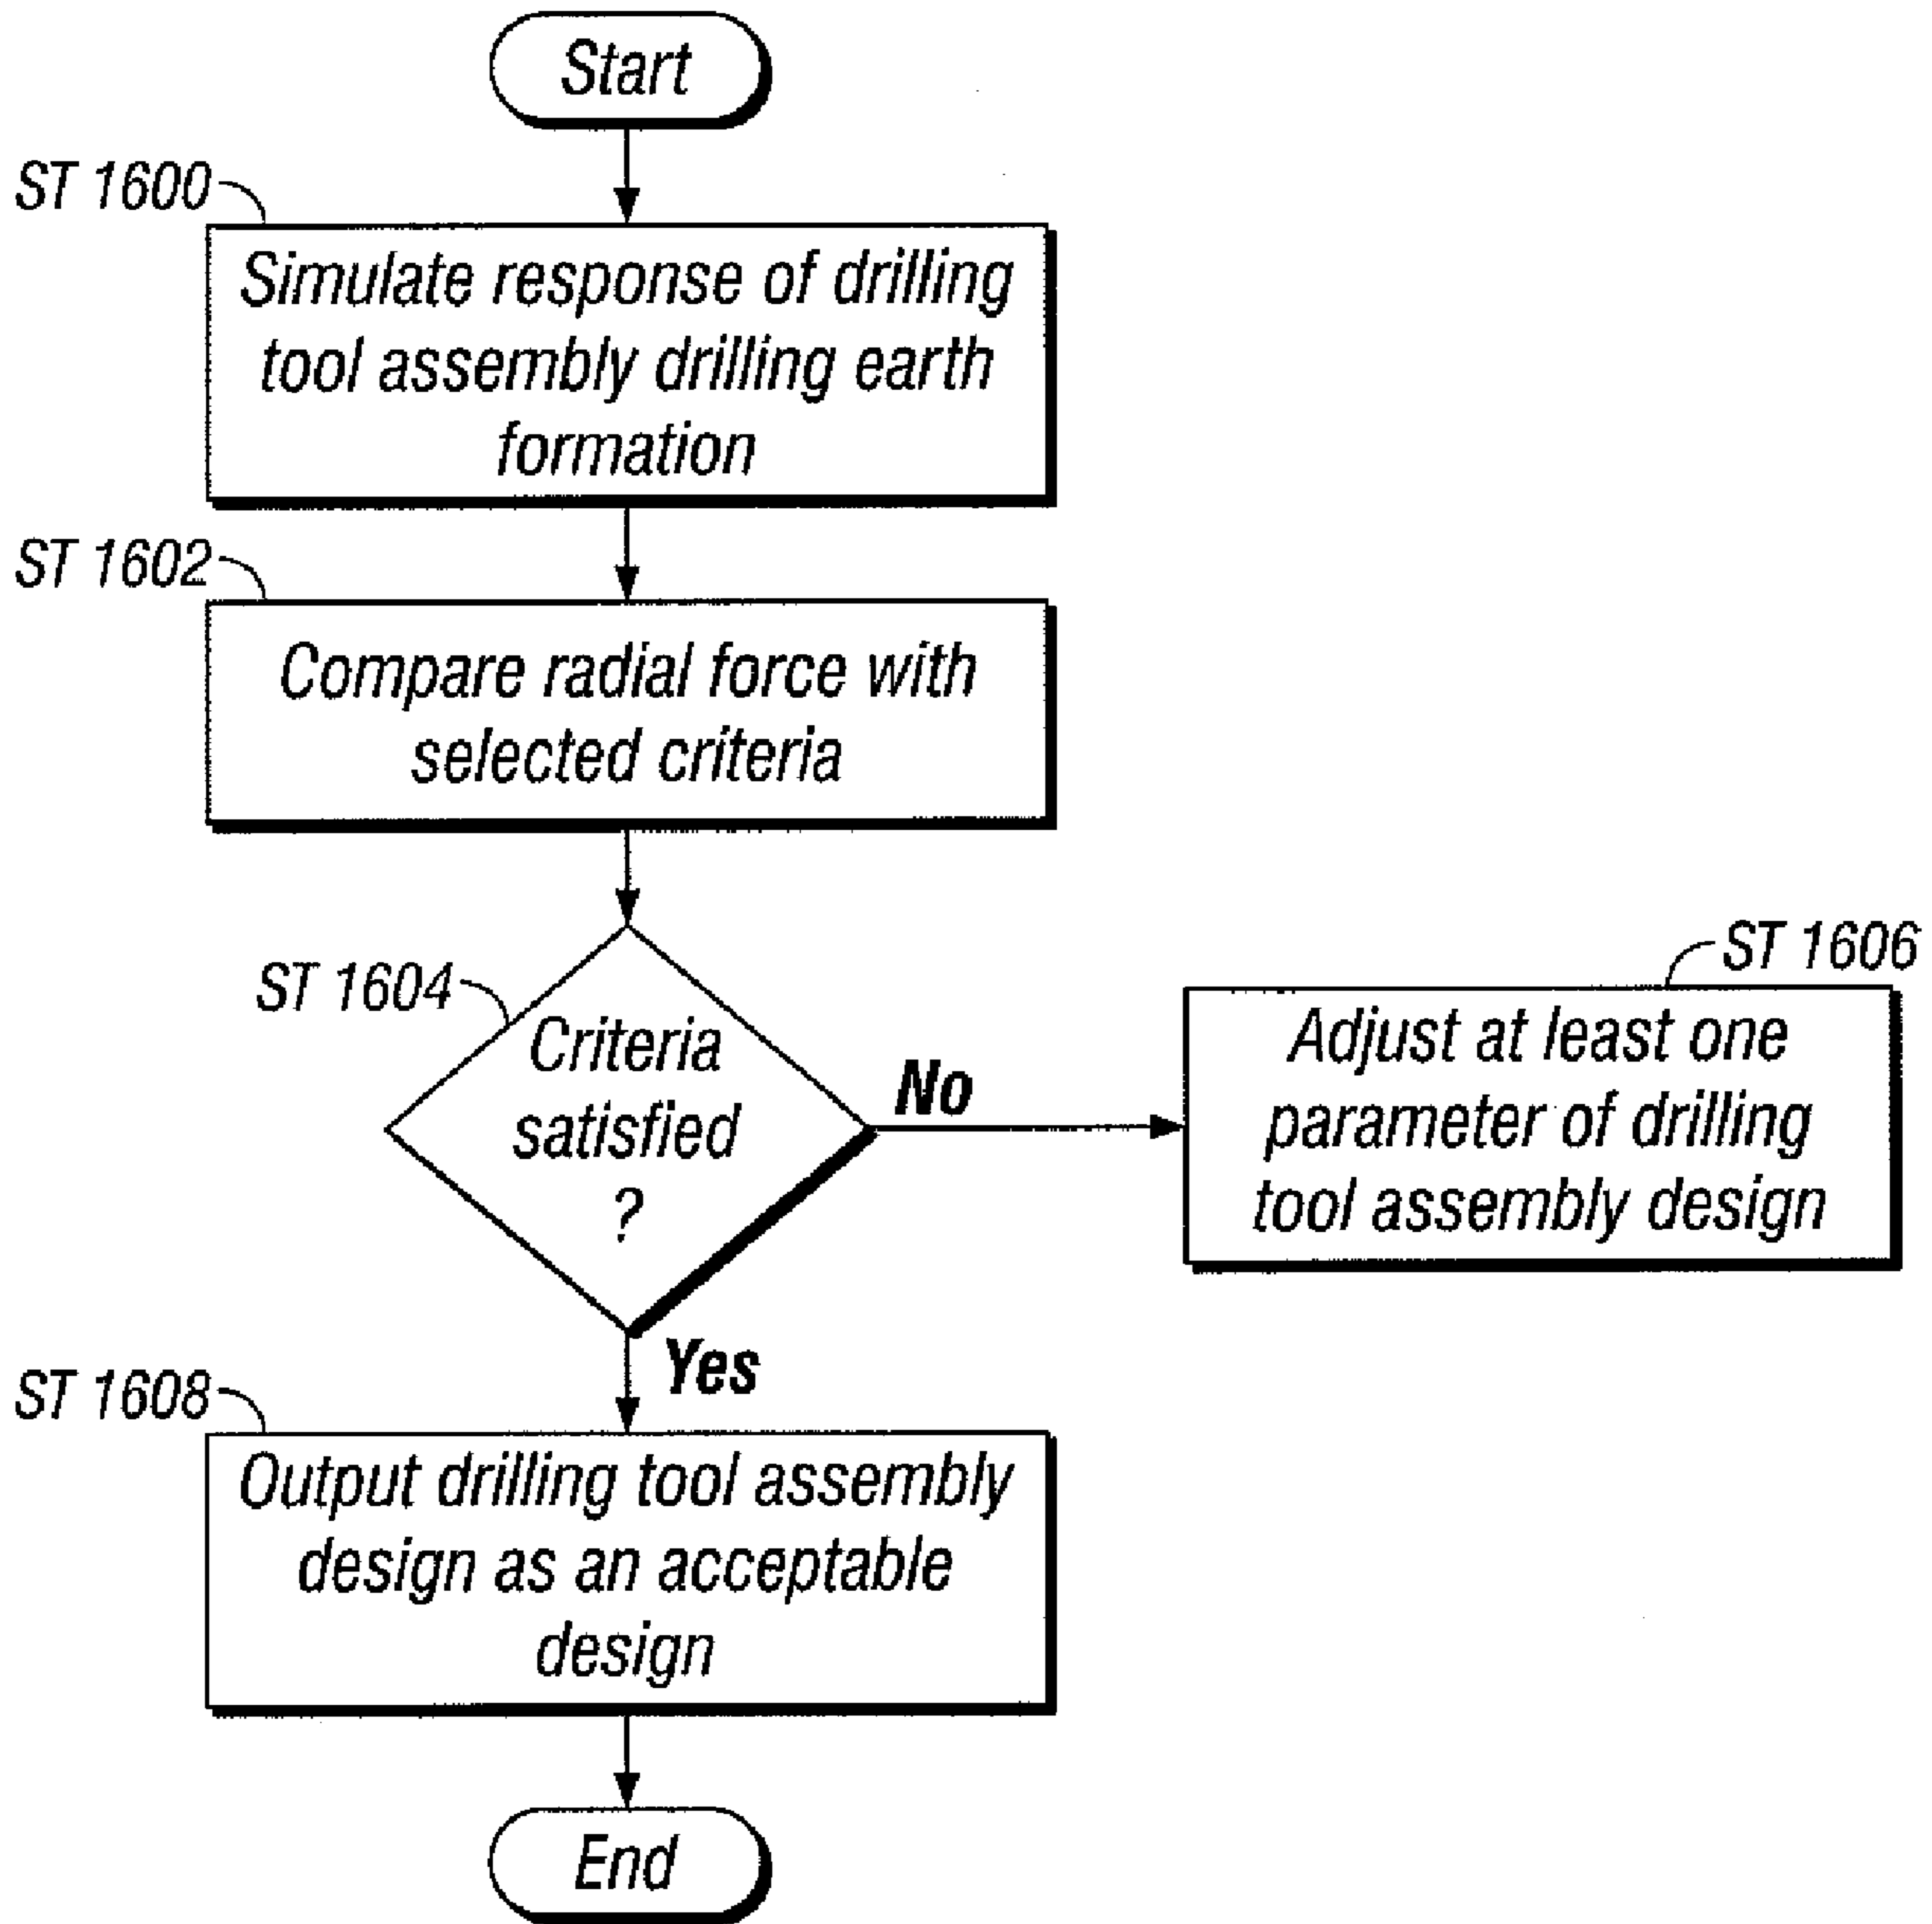 Start
ST 1600
Simulate response of drilling
tool assembly drilling earth
formation
ST 1602
Compare radial force with
selected criteria
ST 1604
Criteria
satisfied
?
No
ST 1606
Adjust at least one
parameter of drilling
tool assembly design
Yes
ST 1608
Output drilling tool assembly
design as an acceptable
design
End